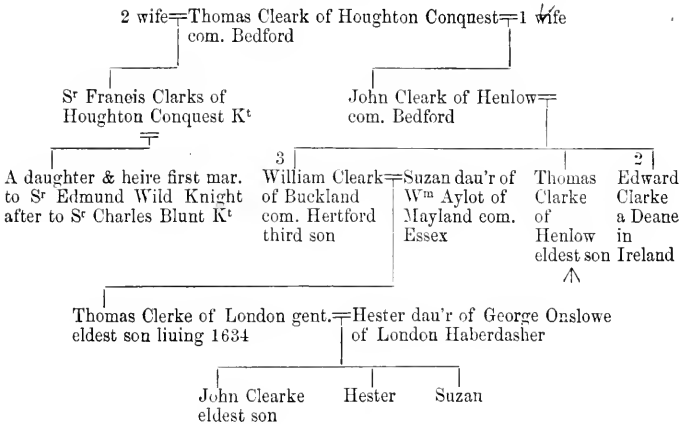 2 wife Thomas Cleark of Houghton Conquest 1 wife
com. Bedford
Sʳ Francis Clarks of
Houghton Conquest Kᵗ
John Cleark of Henlow
com. Bedford
A daughter & heire first mar.
to Sʳ Edmund Wild Knight
after to Sʳ Charles Blunt Kᵗ
3
William Cleark
of Buckland
com. Hertford
third son
Suzan dau'r of
Wᵐ Aylot of
Mayland com.
Essex
Thomas
Clarke
of
Henlow
eldest son
2
Edward
Clarke
a Deane
in
Ireland
Thomas Clerke of London gent.
eldest son liuing 1634
Hester dau'r of George Onslowe
of London Haberdasher
John Clearke
eldest son
Hester
Suzan